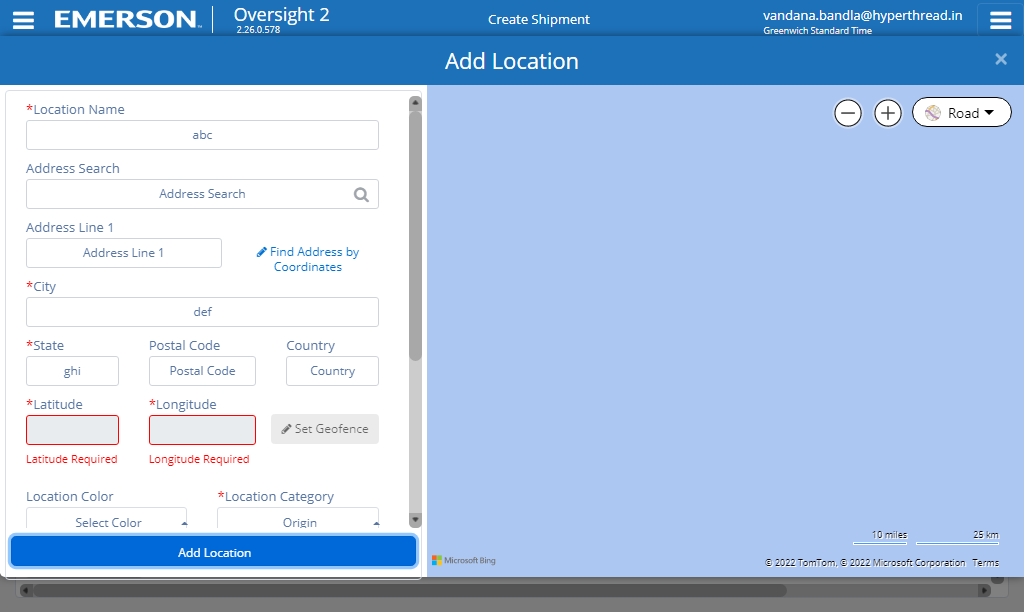 EMERSON
Oversight 2
2.26.0.578
Create Shipment
vandana.bandla@hyperthread.in
Greenwich Standard Time
Add Location
×
*Location Name
abc
Address Search
Address Search
Address Line 1
Address Line 1
Find Address by
Coordinates
*City
def
*State
Postal Code
Country
ghi
Postal Code
Country
*Latitude
*Longitude
Set Geofence
Latitude Required
Longitude Required
Location Color
*Location Category
Select Color
Origin
Add Location
Road
10 miles
25 km
Microsoft Bing
© 2022 TomTom, © 2022 Microsoft Corporation Terms